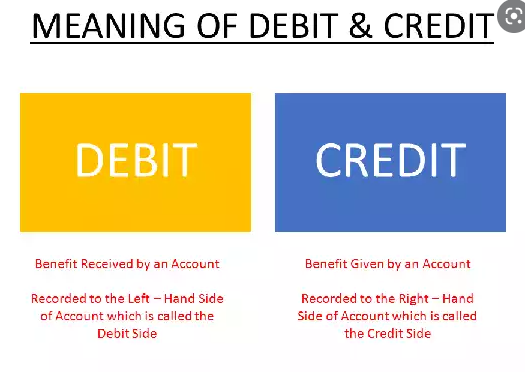 MEANING OF DEBIT & CREDIT
DEBIT
CREDIT
Benefit Received by an Account
Recorded to the Left – Hand Side
of Account which is called the
Debit Side
Benefit Given by an Account
Recorded to the Right – Hand
Side of Account which is called
the Credit Side